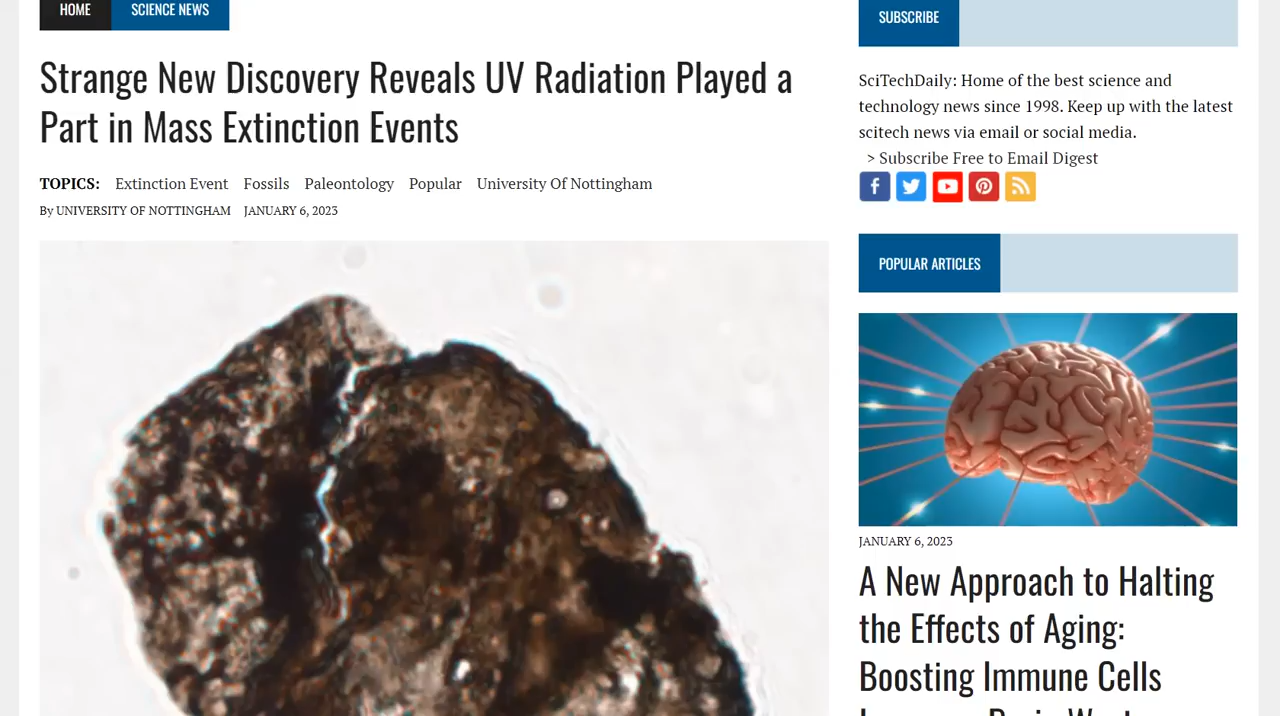 HOME
SCIENCE NEWS
Strange New Discovery Reveals UV Radiation Played a
Part in Mass Extinction Events
TOPICS: Extinction Event Fossils Paleontology Popular University Of Nottingham
By UNIVERSITY OF NOTTINGHAM JANUARY 6, 2023
SUBSCRIBE
SciTechDaily: Home of the best science and
technology news since 1998. Keep up with the latest
scitech news via email or social media.
> Subscribe Free to Email Digest
POPULAR ARTICLES
JANUARY 6, 2023
A New Approach to Halting
the Effects of Aging:
Boosting Immune Cells